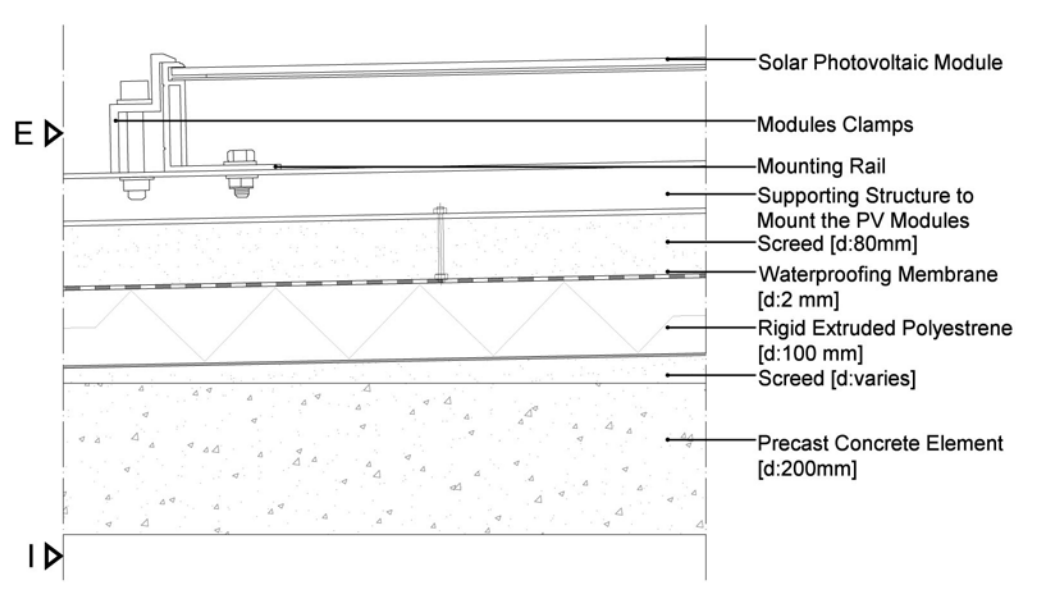 Solar Photovoltaic Module
E
Modules Clamps
Mounting Rail
Supporting Structure to
Mount the PV Modules
Screed [d:80mm]
Waterproofing Membrane
[d:2 mm]
Rigid Extruded Polyestrene
[d:100 mm]
Screed [d:varies]
Precast Concrete Element
[d:200mm]
I